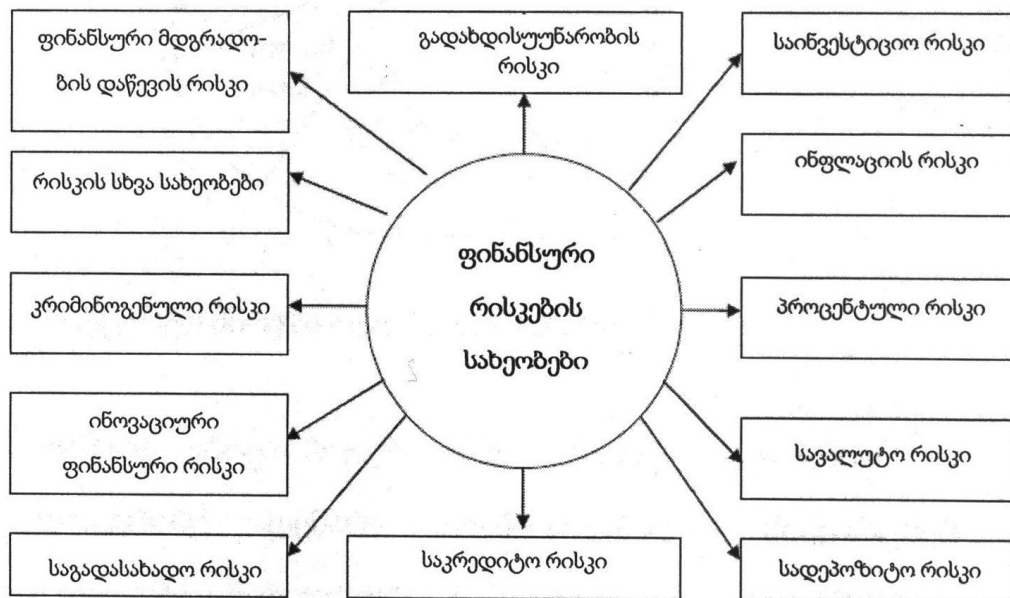 ფინანსური მდგრადო-
ბის დაწევის რისკი
გადახდისუუნარობის
რისკი
საინვესტიციო რისკი
რისკის სხვა სახეობები
ინფლაციის რისკი
ფინანსური
რისკების
სახეობები
კრიმინოგენული რისკი
პროცენტული რისკი
ინოვაციური
ფინანსური რისკი
სავალუტო რისკი
საგადასახადო რისკი
საკრედიტო რისკი
სადეპოზიტო რისკი